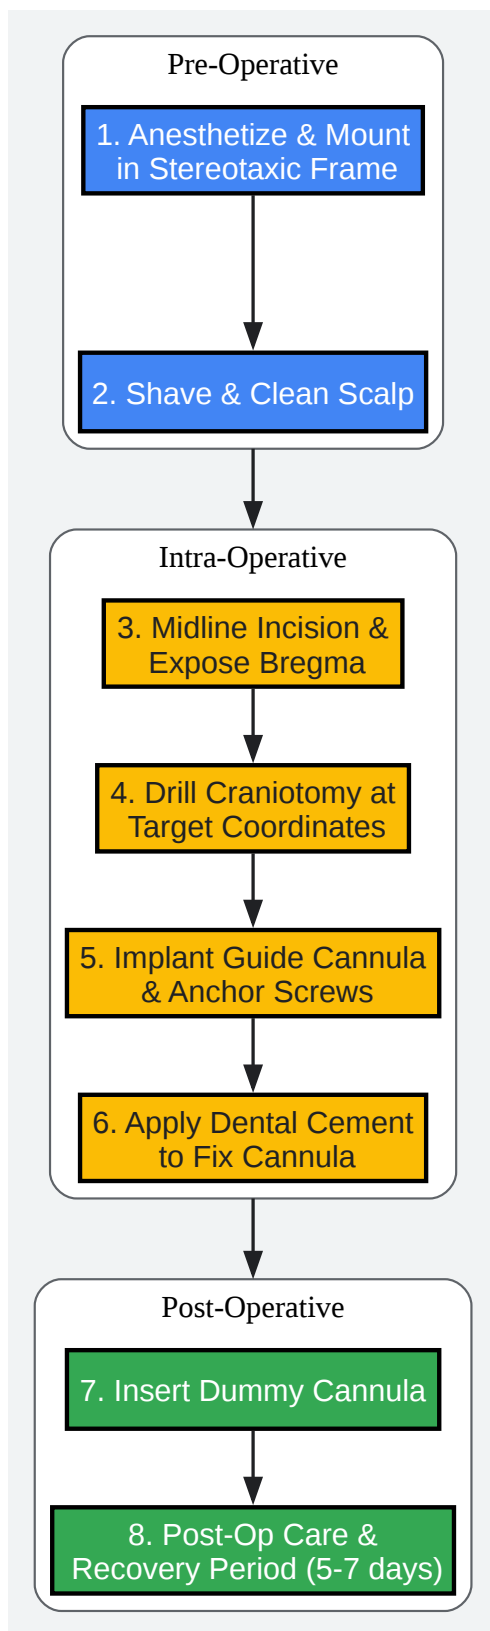 Pre-Operative
1. Anesthetize & Mount
in Stereotaxic Frame
2. Shave & Clean Scalp
Intra-Operative
3. Midline Incision &
Expose Bregma
4. Drill Craniotomy at
Target Coordinates
5. Implant Guide Cannula
& Anchor Screws
6. Apply Dental Cement
to Fix Cannula
Post-Operative
7. Insert Dummy Cannula
8. Post-Op Care &
Recovery Period (5-7 days)